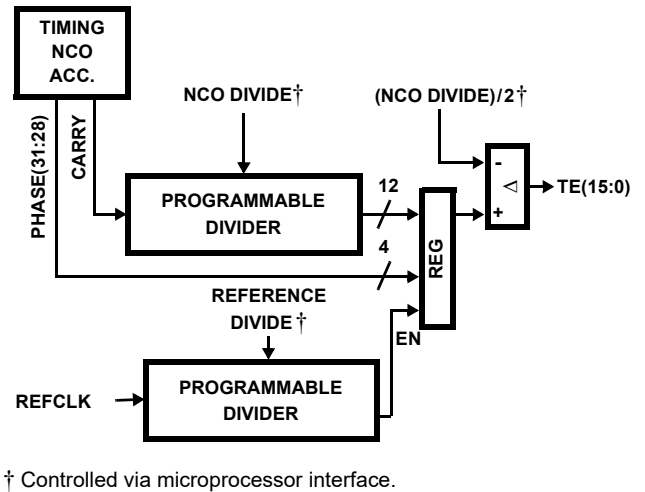 TIMING
NCO
ACC.
NCO DIVIDE†
(NCO DIVIDE)/2†
PHASE(31:28)
CARRY
PROGRAMMABLE
DIVIDER
12
4
REG
-
+
TE(15:0)
REFERENCE
DIVIDE†
EN
REFCLK
PROGRAMMABLE
DIVIDER
† Controlled via microprocessor interface.